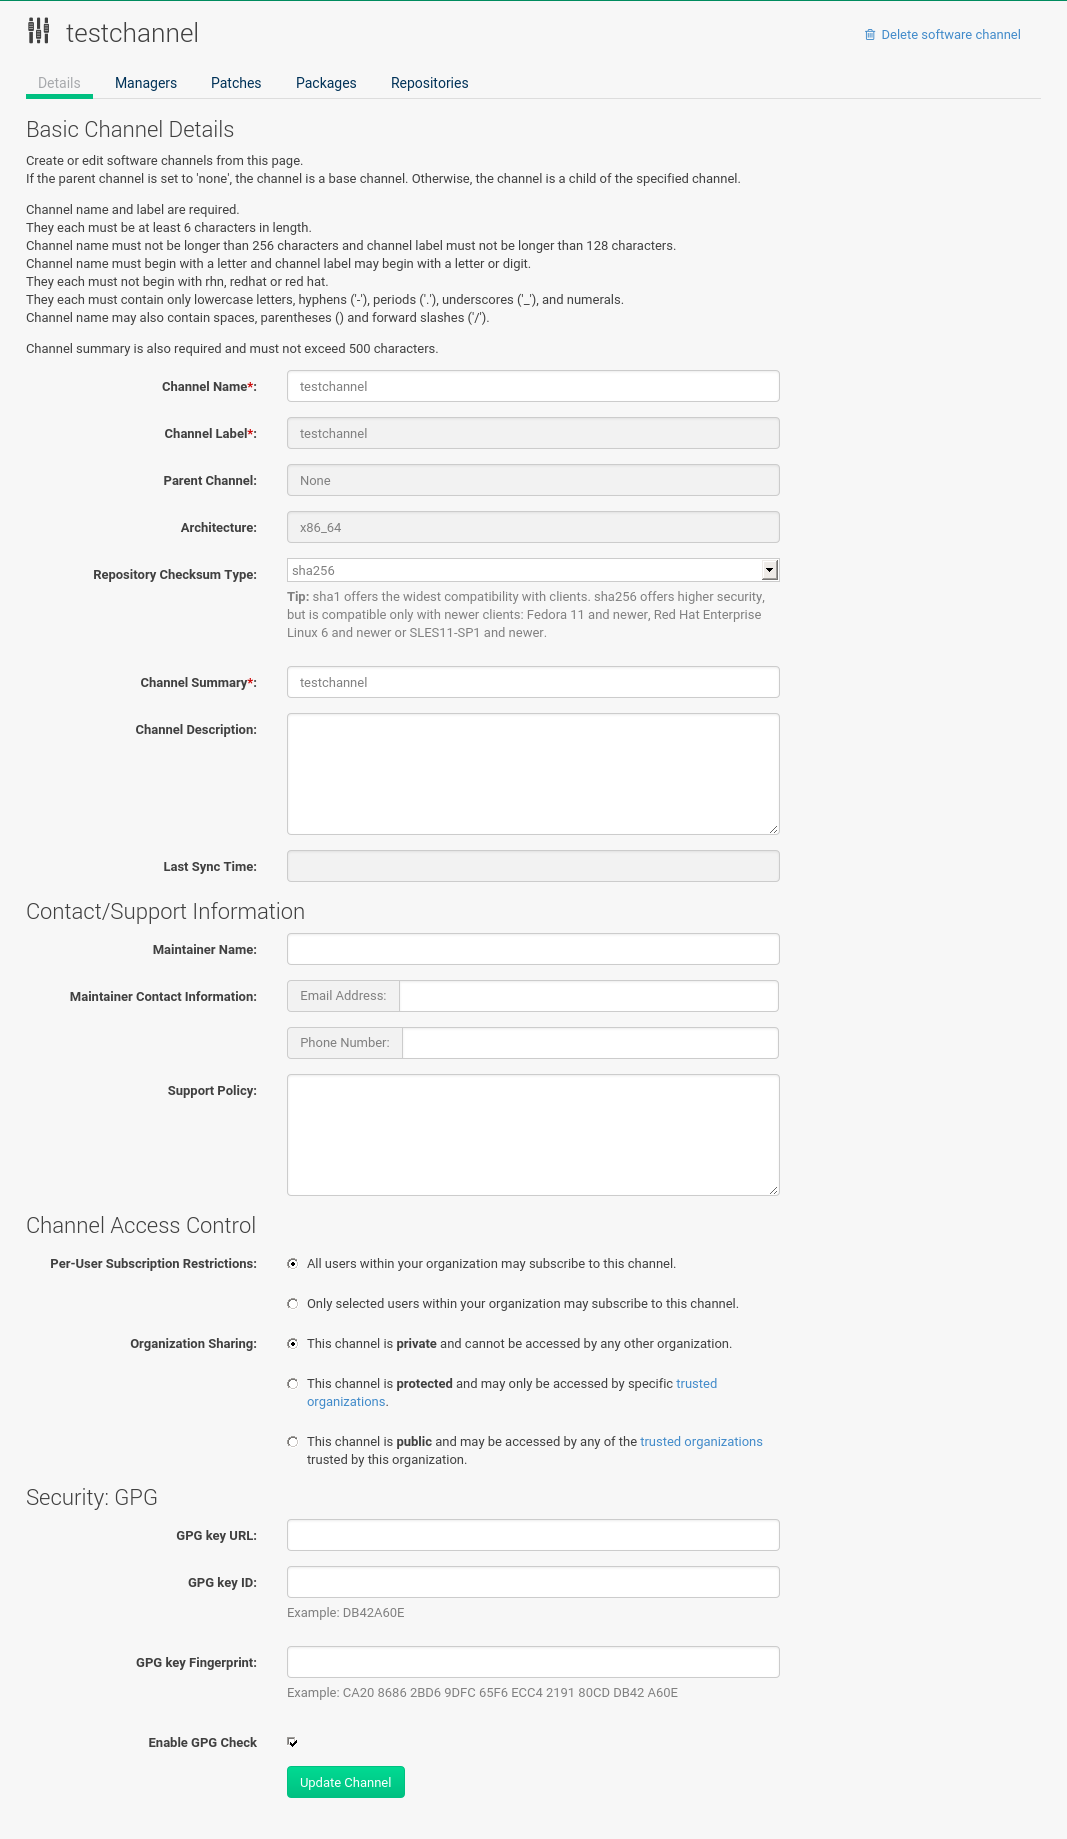 testchannel
Delete software channel
Details Managers Patches Packages Repositories
Basic Channel Details
Create or edit software channels from this page.
If the parent channel is set to 'none', the channel is a base channel. Otherwise, the channel is a child of the specified channel.
Channel name and label are required.
They each must be at least 6 characters in length.
Channel name must not be longer than 256 characters and channel label must not be longer than 128 characters.
Channel name must begin with a letter and channel label may begin with a letter or digit.
They each must not begin with rhn, redhat or red hat.
They each must contain only lowercase letters, hyphens ('-'), periods ('.'), underscores ('_'), and numerals.
Channel name may also contain spaces, parentheses () and forward slashes ('/').
Channel summary is also required and must not exceed 500 characters.
Channel Name*: testchannel
Channel Label*: testchannel
Parent Channel: None
Architecture: x86_64
Repository Checksum Type: sha256
Tip: sha1 offers the widest compatibility with clients. sha256 offers higher security,
but is compatible only with newer clients: Fedora 11 and newer, Red Hat Enterprise
Linux 6 and newer or SLES11-SP1 and newer.
Channel Summary*: testchannel
Channel Description:
Last Sync Time:
Contact/Support Information
Maintainer Name:
Maintainer Contact Information: Email Address:
Phone Number:
Support Policy:
Channel Access Control
Per-User Subscription Restrictions: All users within your organization may subscribe to this channel.
Only selected users within your organization may subscribe to this channel.
Organization Sharing: This channel is private and cannot be accessed by any other organization.
This channel is protected and may only be accessed by specific trusted
organizations.
This channel is public and may be accessed by any of the trusted organizations
trusted by this organization.
Security: GPG
GPG key URL:
GPG key ID:
Example: DB42A60E
GPG key Fingerprint:
Example: CA20 8686 2BD6 9DFC 65F6 ECC4 2191 80CD DB42 A60E
Enable GPG Check
Update Channel